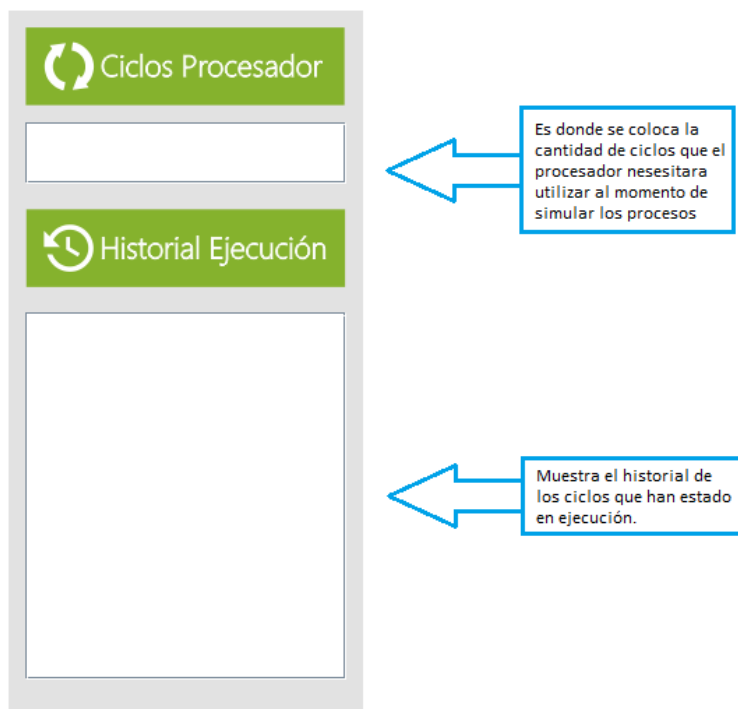 Ciclos Procesador
Es donde se coloca la
cantidad de ciclos que el
procesador nesesitara
utilizar al momento de
simular los procesos
Historial Ejecución
Muestra el historial de
los ciclos que han estado
en ejecución.